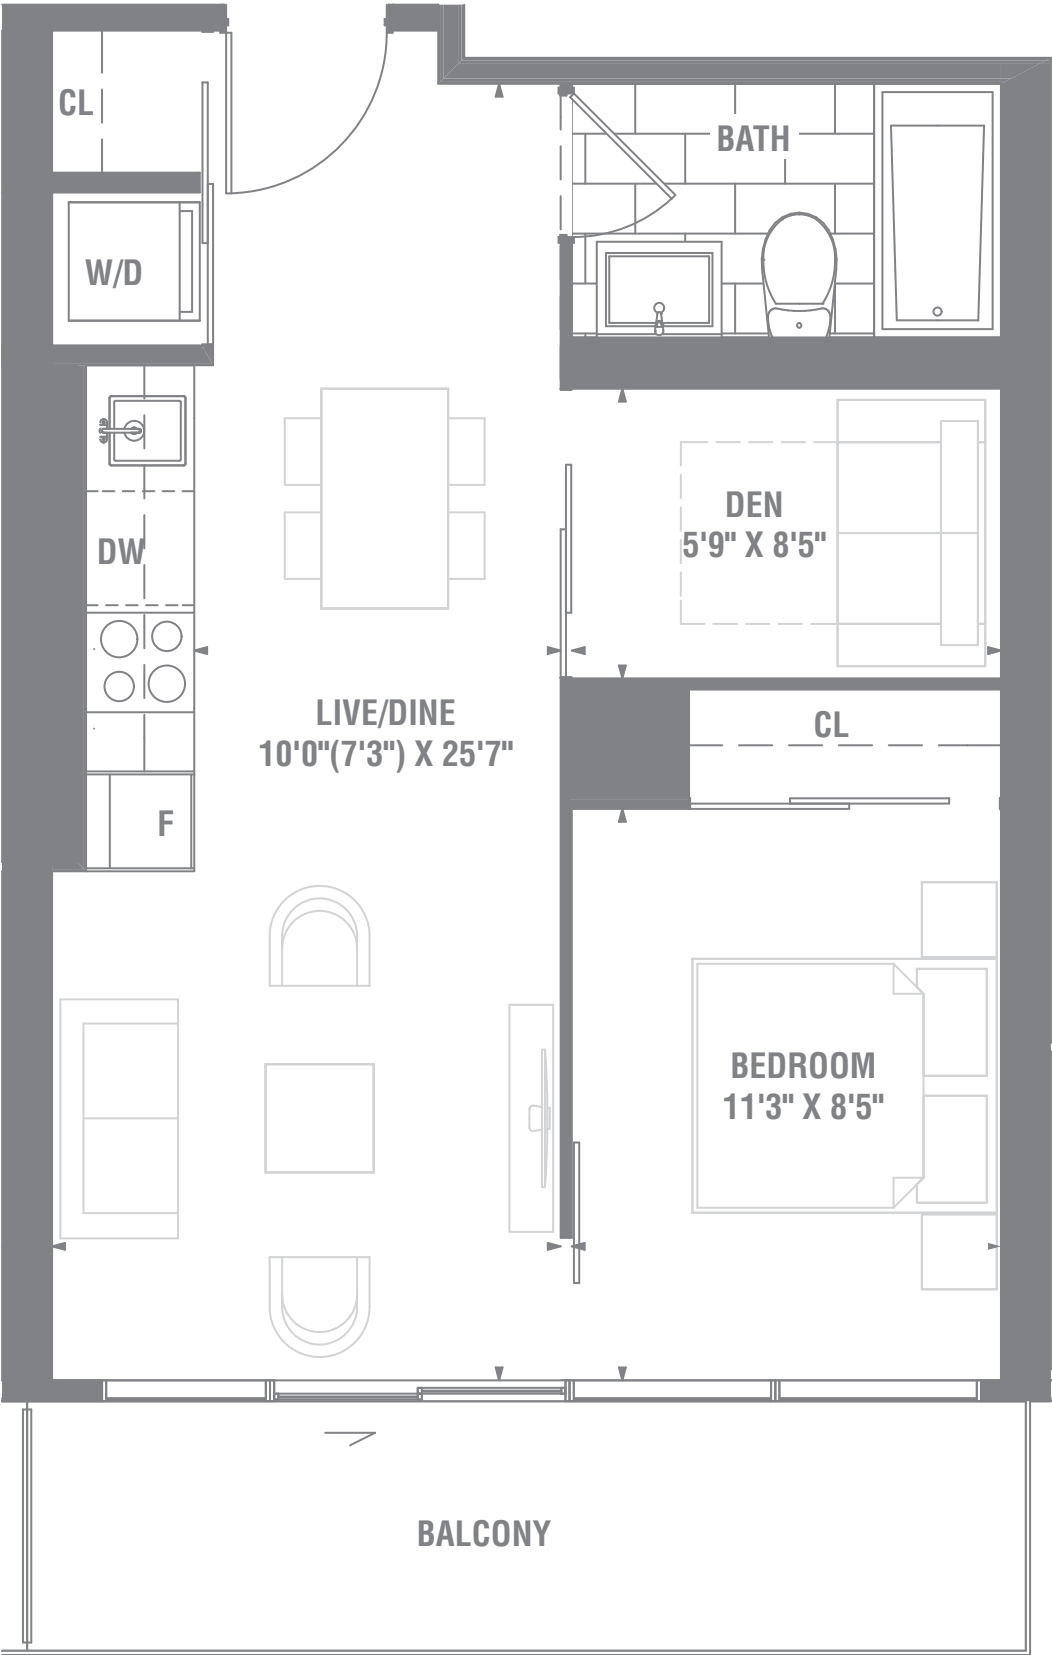 CL
BATH
W/D
DEN
5'9" X 8'5"
DW
LIVE/DINE
10'0"(7'3") X 25'7"
CL
F
BEDROOM
11'3" X 8'5"
BALCONY